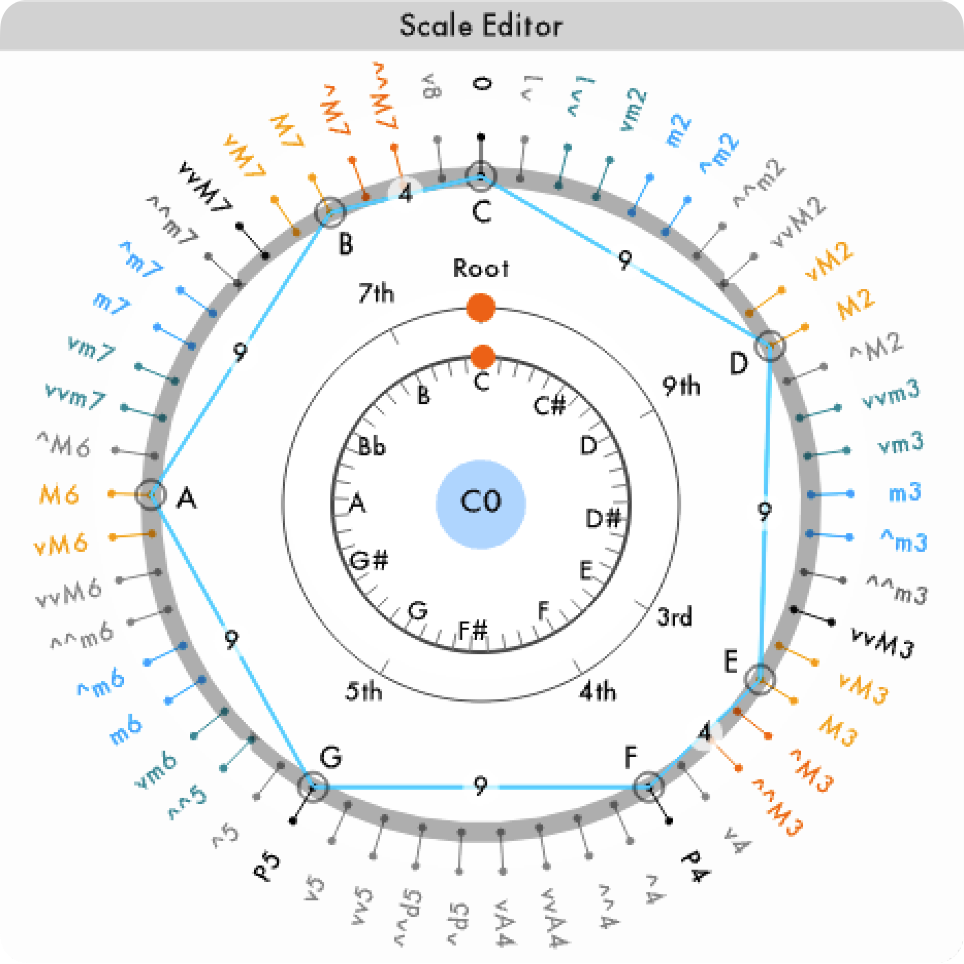 Scale Editor
0
^1
^^1
vm2
m2
^m2
^^m2
vvM2
vM2
M2
^M2
vvm3
vm3
m3
^m3
^^m3
vvM3
vM3
M3
^M3
^^M3
v4
P4
^4
^^4
vvA4
vA4
^d5
^^d5
vv5
v5
P5
^5
^^5
vm6
m6
^m6
^^m6
vvM6
vM6
M6
^M6
vvm7
vm7
m7
^m7
^^m7
vvM7
vM7
M7
^M7
^^M7
v8
C
9
D
9
E
4
F
9
G
9
A
9
B
4
Root
9th
3rd
4th
5th
7th
C
C#
D
D#
E
F
F#
G
G#
A
Bb
B
C0